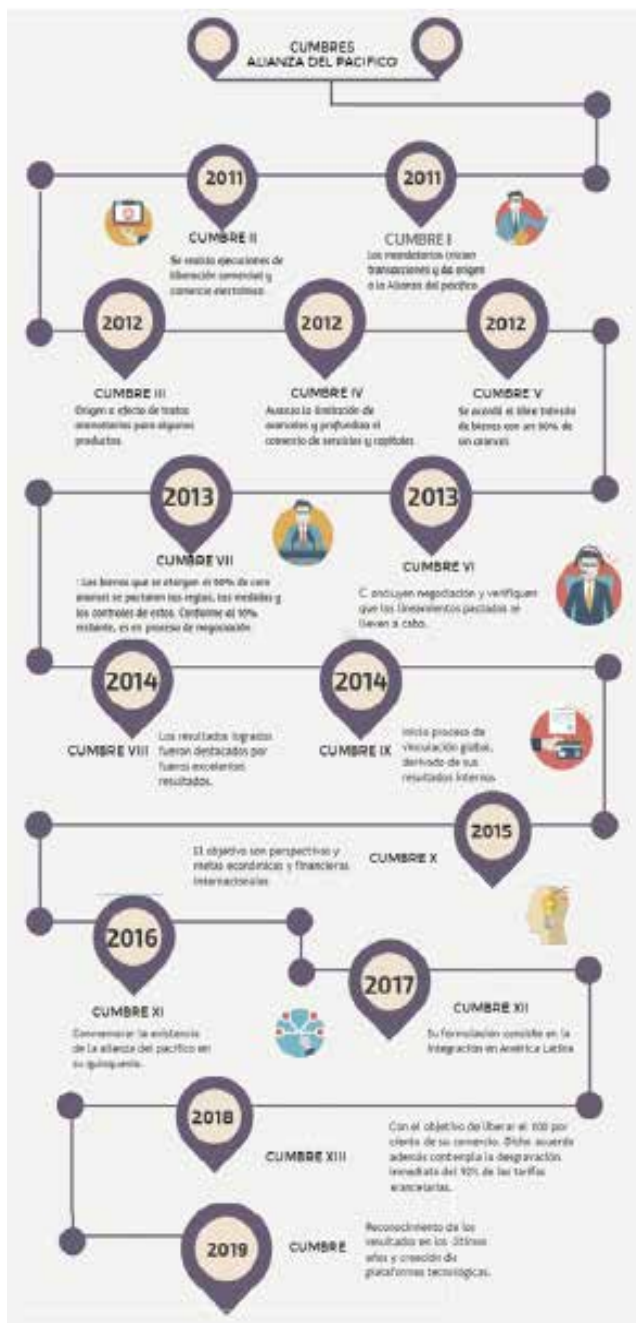 CUMBRES
ALIANZA DEL PACIFICO
2011
CUMBRE I
Los mandatarios inician
transacciones y da origen
a la Alianza del pacifico
2011
CUMBRE II
Se realiza ejecuciones de
liberación comercial y
comercio electrónico
2012
CUMBRE III
Origen a efecto de tratos
arancelarios para algunos
productos
2012
CUMBRE IV
Avanza la limitación de
aranceles y profundiza el
comercio de servicios y capitales
2012
CUMBRE V
Se acordó el libre tránsito
de bienes con un 90% de
sin arancel
2013
CUMBRE VI
C oncluyen negociación y verifiquen
que los lineamientos pactados se
lleven a cabo.
2013
CUMBRE VII
: Los bienes que se otorgan el 90% de cero
arancel se pactaron las reglas, las medidas y
los controles de estos. Conforme al 10%
restante, es en proceso de negociación
2014
CUMBRE VIII
Los resultados logrados
fueron destacados por
fueros excelentes
resultados.
2014
CUMBRE IX
Inicio proceso de
vinculación global,
derivado de sus
resultados internos
2015
CUMBRE X
El objetivo son perspectivas y
metas económicas y financieras
internacionales
2016
CUMBRE XI
Conmemorar la existencia
de la alianza del pacifico en
su quinquenio.
2017
CUMBRE XII
Su formulación consiste en la
integración en América Latina
2018
CUMBRE XIII
Con el objetivo de liberar el 100 por
ciento de su comercio. Dicho acuerdo
además contempla la desgravación
inmediata del 92% de las tarifas
arancelarias.
2019
CUMBRE
Reconocimiento de los
resultados en los últimos
años y creación de
plataformas tecnológicas.